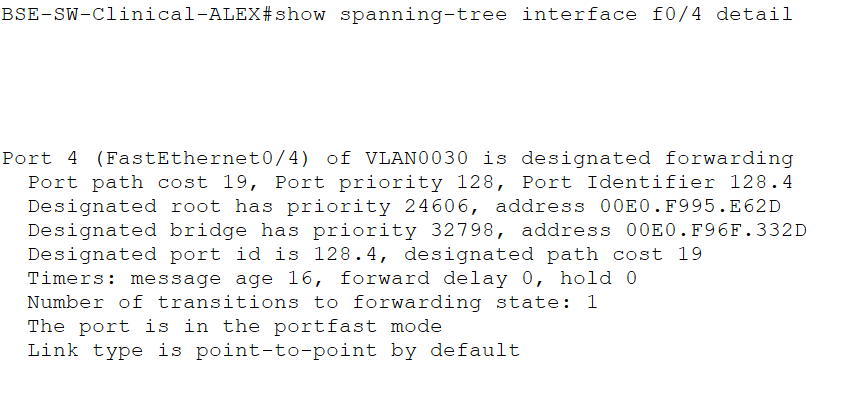 BSE-SW-Clinical-ALEX#show spanning-tree interface f0/4 detail
Port 4 (FastEthernet0/4) of VLAN0030 is designated forwarding
Port path cost 19, Port priority 128, Port Identifier 128.4
Designated root has priority 24606, address 00E0.F995.E62D
Designated bridge has priority 32798, address 00E0.F96F.332D
Designated port id is 128.4, designated path cost 19
Timers: message age 16, forward delay 0, hold 0
Number of transitions to forwarding state: 1
The port is in the portfast mode
Link type is point-to-point by default